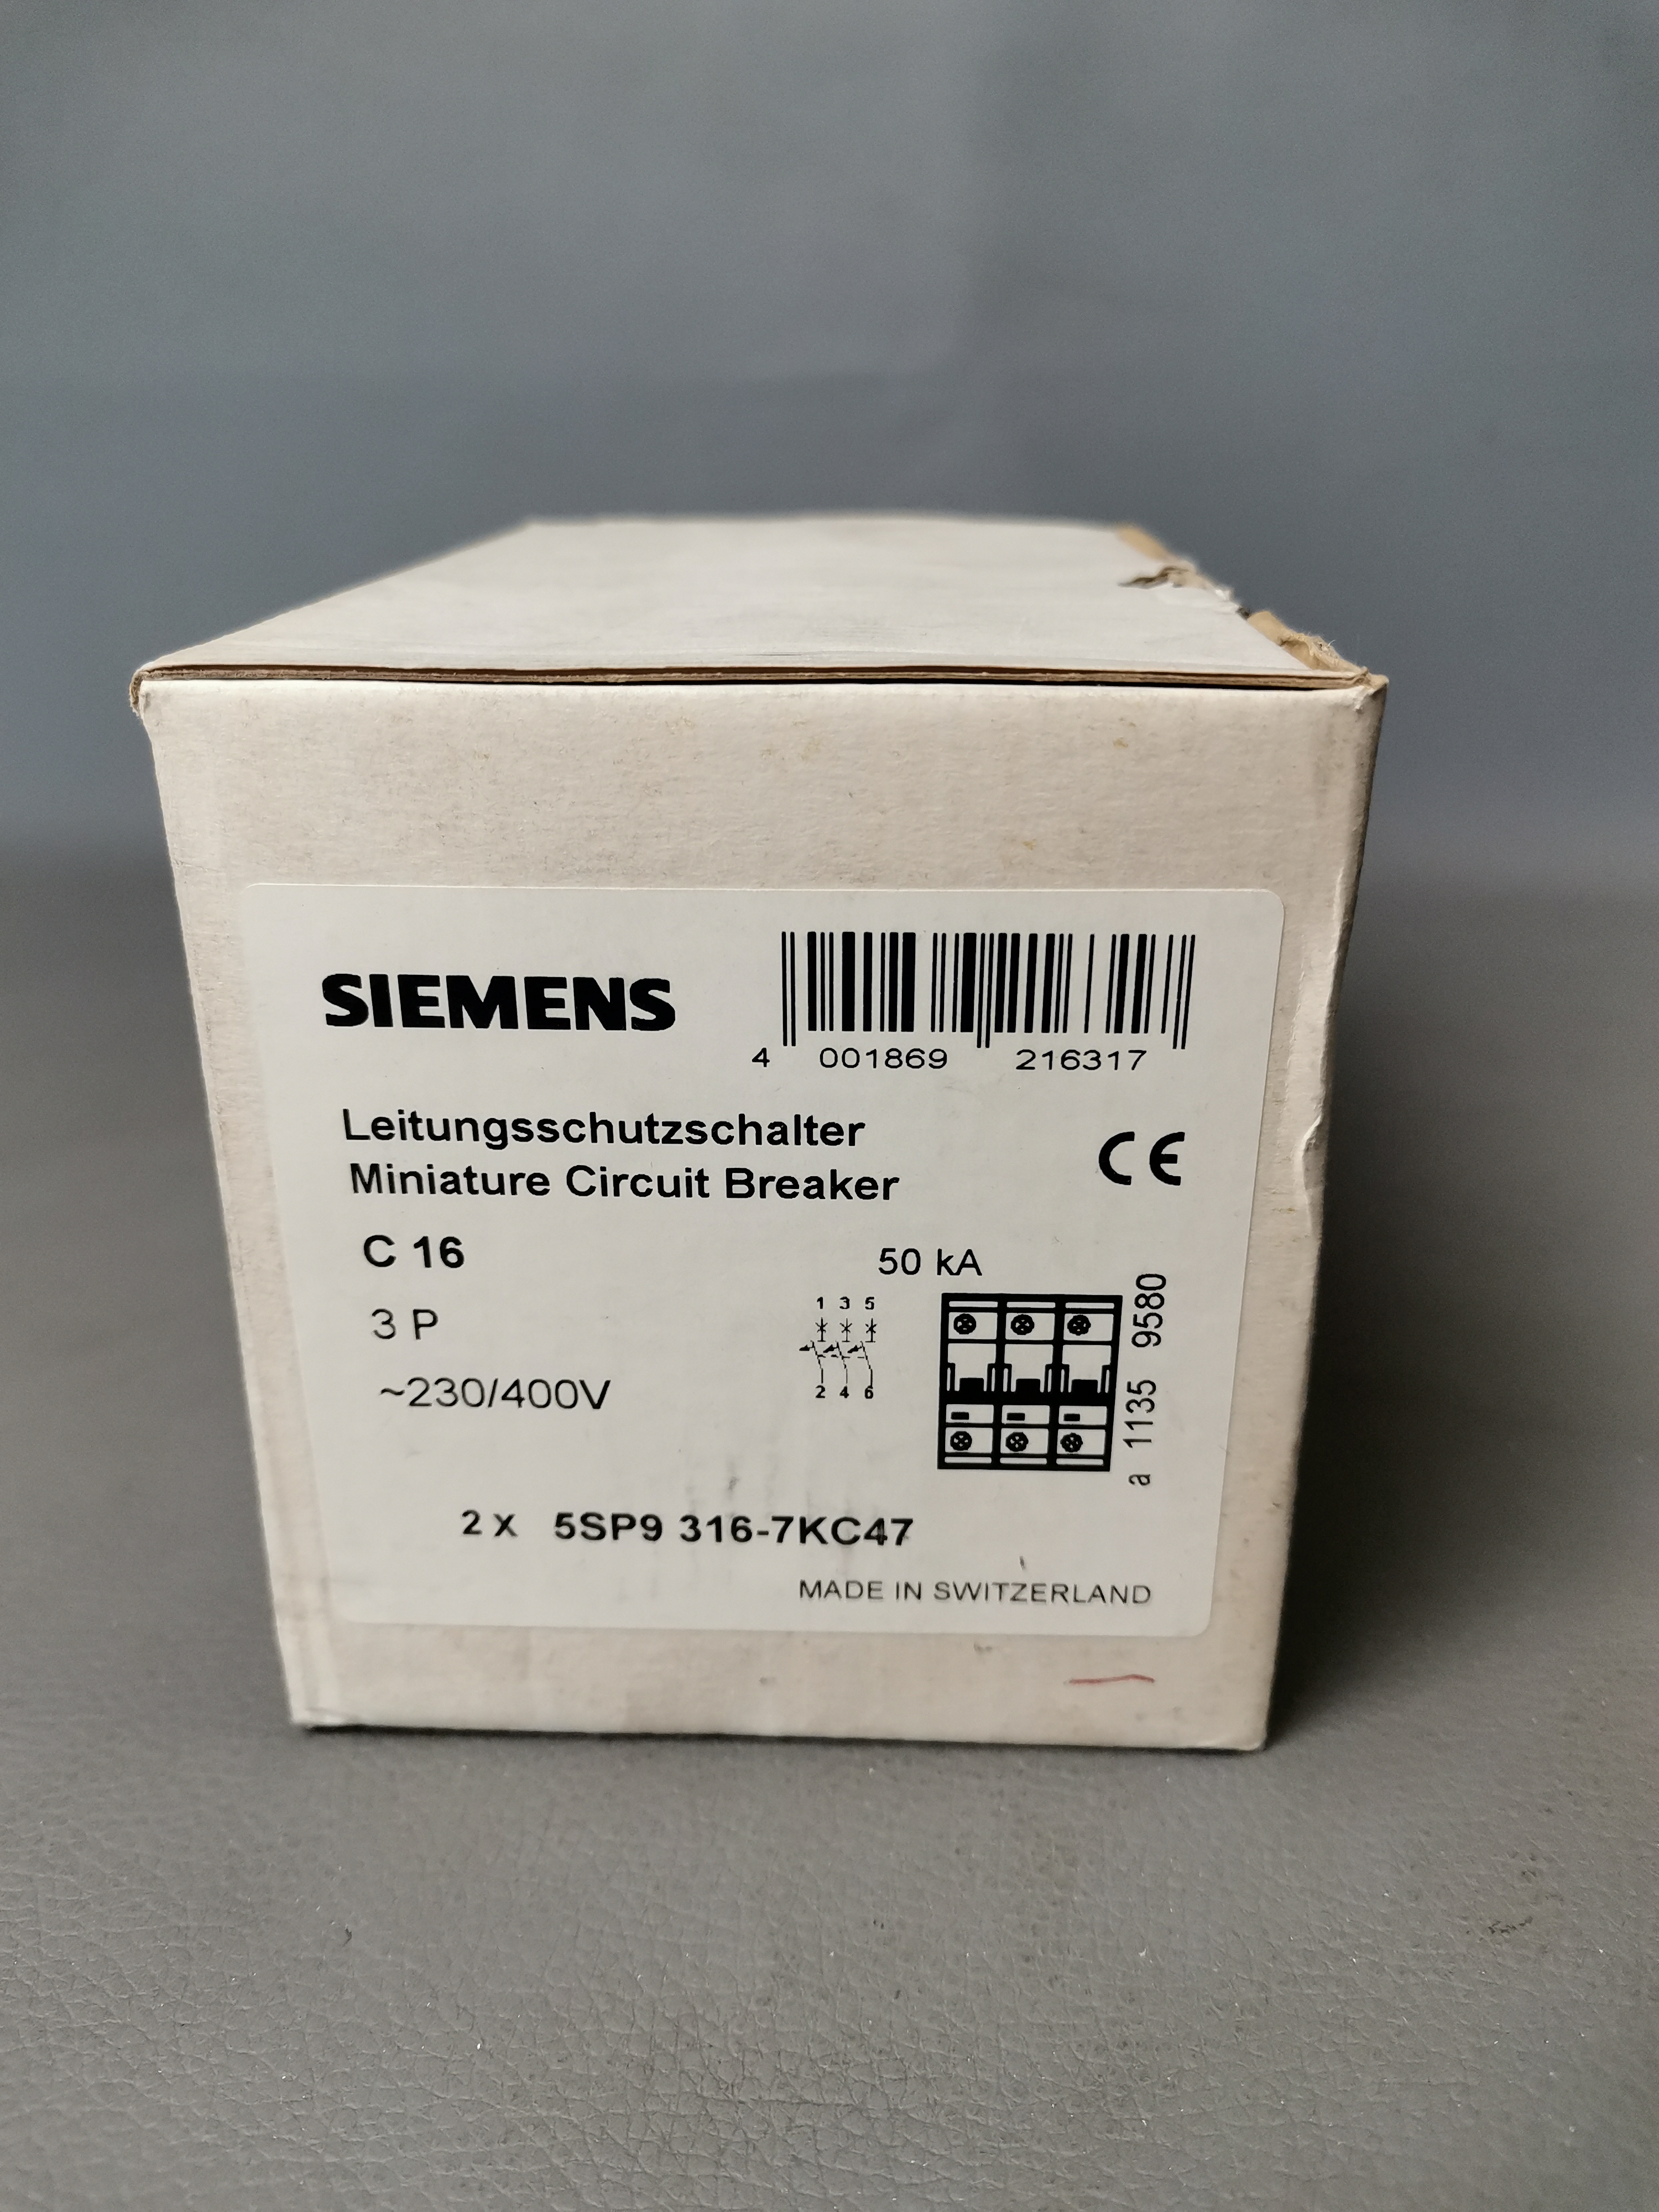 SIEMENS
4 001869 216317
Leitungsschutzschalter
Miniature Circuit Breaker
CE
C 16
50 kA
3 P
1 3 5
2 4 6
~230/400V
a 1135 9580
2 x 5SP9 316-7KC47
MADE IN SWITZERLAND